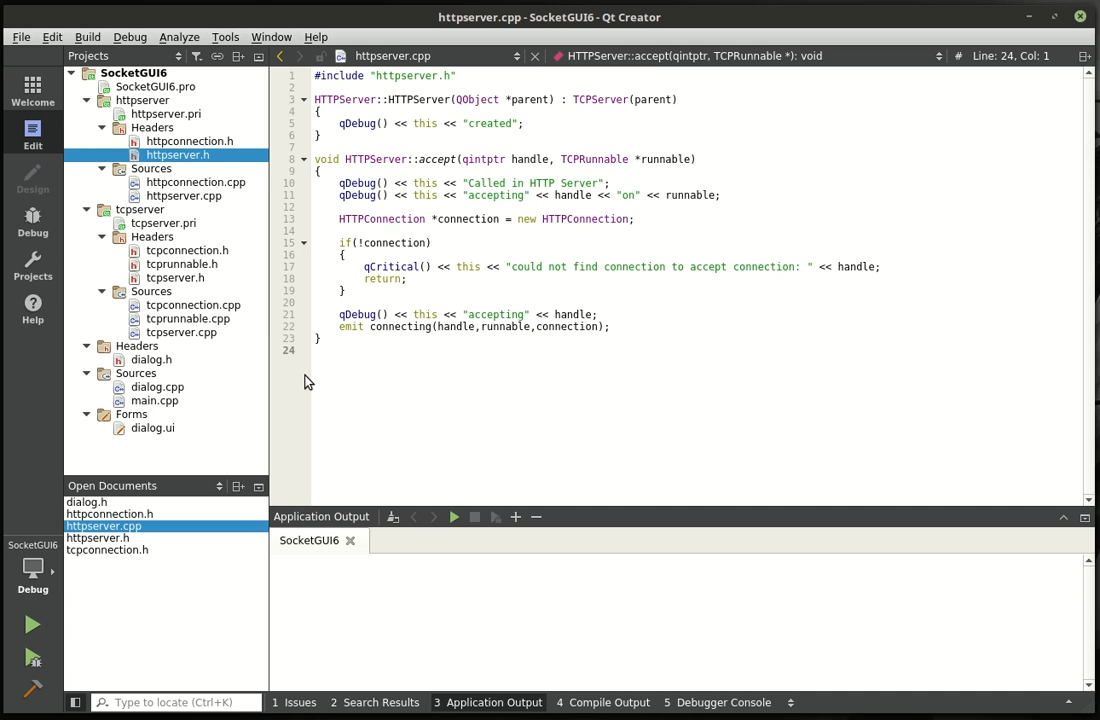 httpserver.cpp - SocketGUI6 - Qt Creator
File Edit Build Debug Analyze Tools Window Help
Projects
httpserver.cpp
HTTPServer::accept(qintptr, TCPRunnable *): void
# Line: 24, Col: 1
Welcome
Edit
Design
Debug
Projects
Help
SocketGUI6
Debug
SocketGUI6
SocketGUI6.pro
httpserver
httpserver.pri
Headers
httpconnection.h
httpserver.h
Sources
httpconnection.cpp
httpserver.cpp
tcpserver
tcpserver.pri
Headers
tcpconnection.h
tcprunnable.h
tcpserver.h
Sources
tcpconnection.cpp
tcprunnable.cpp
tcpserver.cpp
Headers
dialog.h
Sources
dialog.cpp
main.cpp
Forms
dialog.ui
Open Documents
dialog.h
httpconnection.h
httpserver.cpp
httpserver.h
tcpconnection.h
1 #include "httpserver.h"
2
3 HTTPServer::HTTPServer(QObject *parent) : TCPServer(parent)
4 {
5 qDebug() << this << "created";
6 }
7
8 void HTTPServer::accept(qintptr handle, TCPRunnable *runnable)
9 {
10 qDebug() << this << "Called in HTTP Server";
11 qDebug() << this << "accepting" << handle << "on" << runnable;
12
13 HTTPConnection *connection = new HTTPConnection;
14
15 if(!connection)
16 {
17 qCritical() << this << "could not find connection to accept connection: " << handle;
18 return;
19 }
20
21 qDebug() << this << "accepting" << handle;
22 emit connecting(handle,runnable,connection);
23 }
24
Application Output
SocketGUI6
Type to locate (Ctrl+K)
1 Issues 2 Search Results 3 Application Output 4 Compile Output 5 Debugger Console